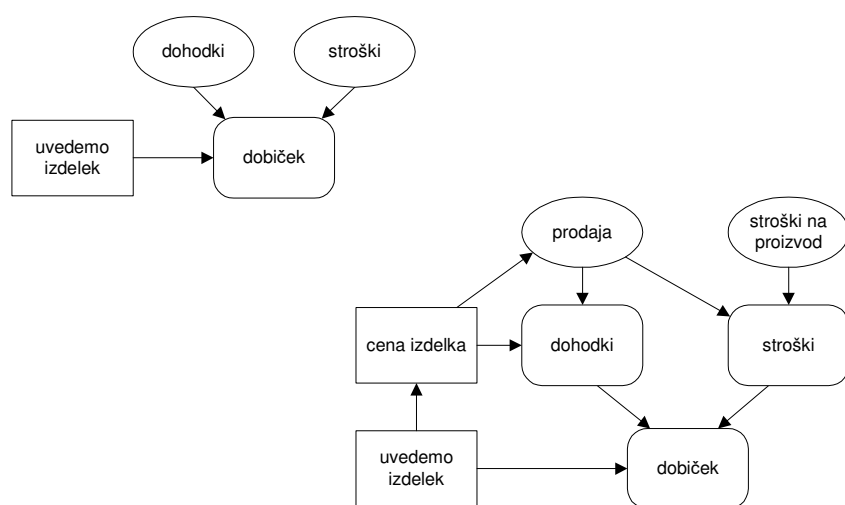 dohodki
stroški
uvedemo
izdelek
dobiček
prodaja
stroški na
proizvod
cena izdelka
dohodki
stroški
uvedemo
izdelek
dobiček